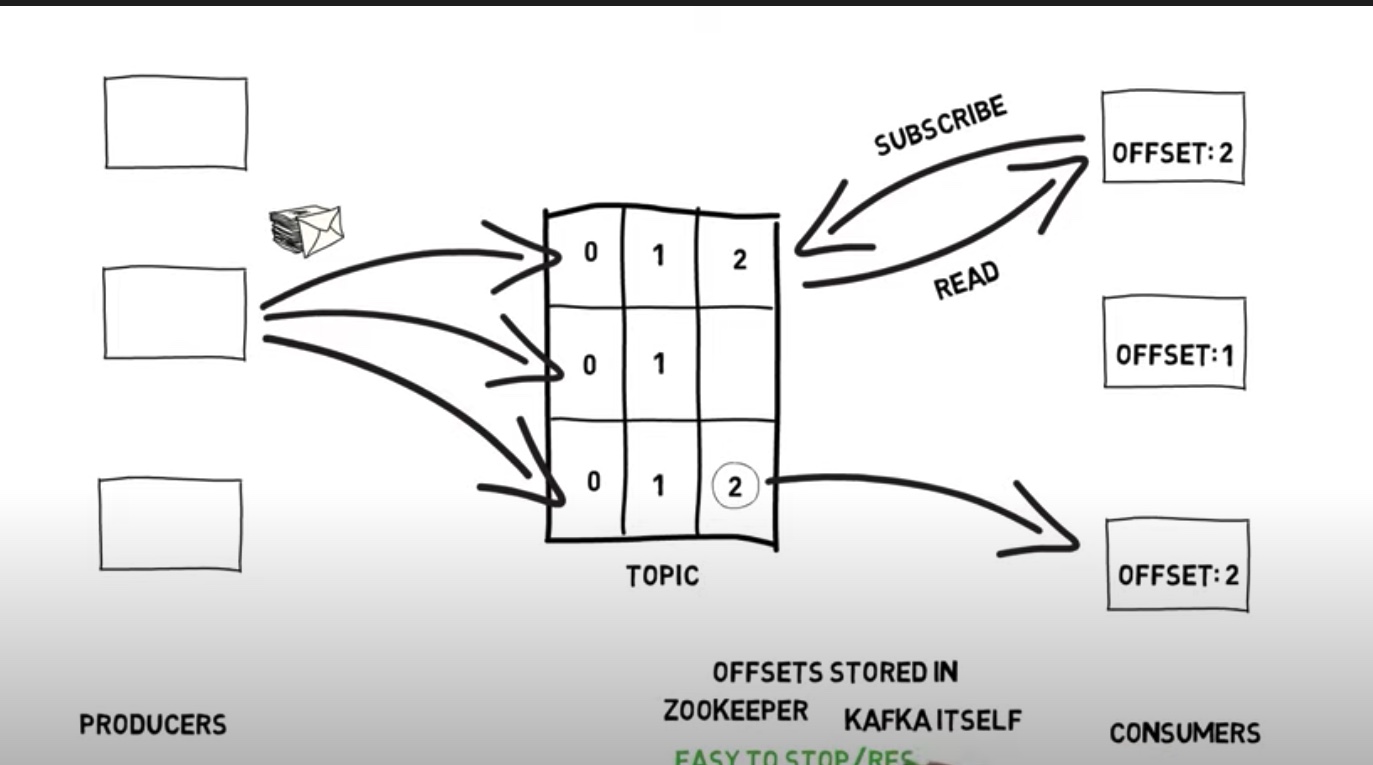 SUBSCRIBE
OFFSET: 2
0 1 2
READ
0 1
OFFSET: 1
0 1 2
TOPIC
OFFSET: 2
OFFSETS STORED IN
ZOOKEEPER KAFKA ITSELF
PRODUCERS
CONSUMERS
EASY TO STOP/RES